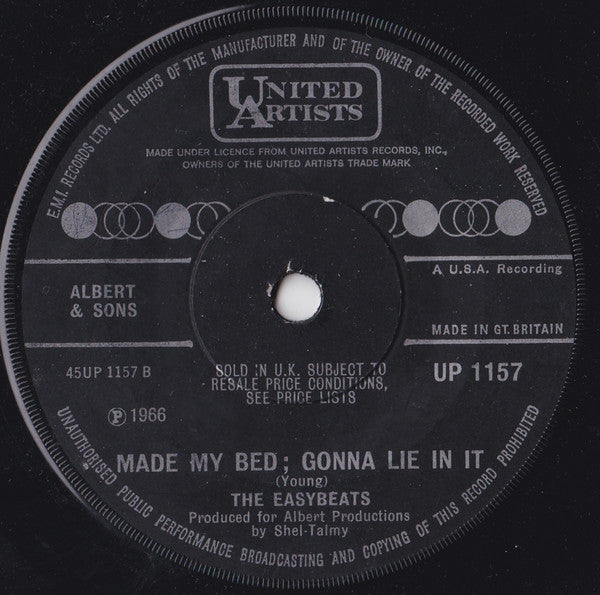 E.M.I. RECORDS LTD. ALL RIGHTS OF THE MANUFACTURER AND OF THE OWNER OF THE RECORDED WORK RESERVED
UNITED
ARTISTS
MADE UNDER LICENCE FROM UNITED ARTISTS RECORDS, INC.,
OWNERS OF THE UNITED ARTISTS TRADE MARK
A U.S.A. Recording
ALBERT
& SONS
MADE IN GT. BRITAIN
45UP 1157 B
SOLD IN U.K. SUBJECT TO
RESALE PRICE CONDITIONS,
SEE PRICE LISTS
UP 1157
℗ 1966
MADE MY BED; GONNA LIE IN IT
(Young)
THE EASYBEATS
Produced for Albert Productions
by Shel-Talmy
UNAUTHORISED PUBLIC PERFORMANCE BROADCASTING AND COPYING OF THIS RECORD PROHIBITED